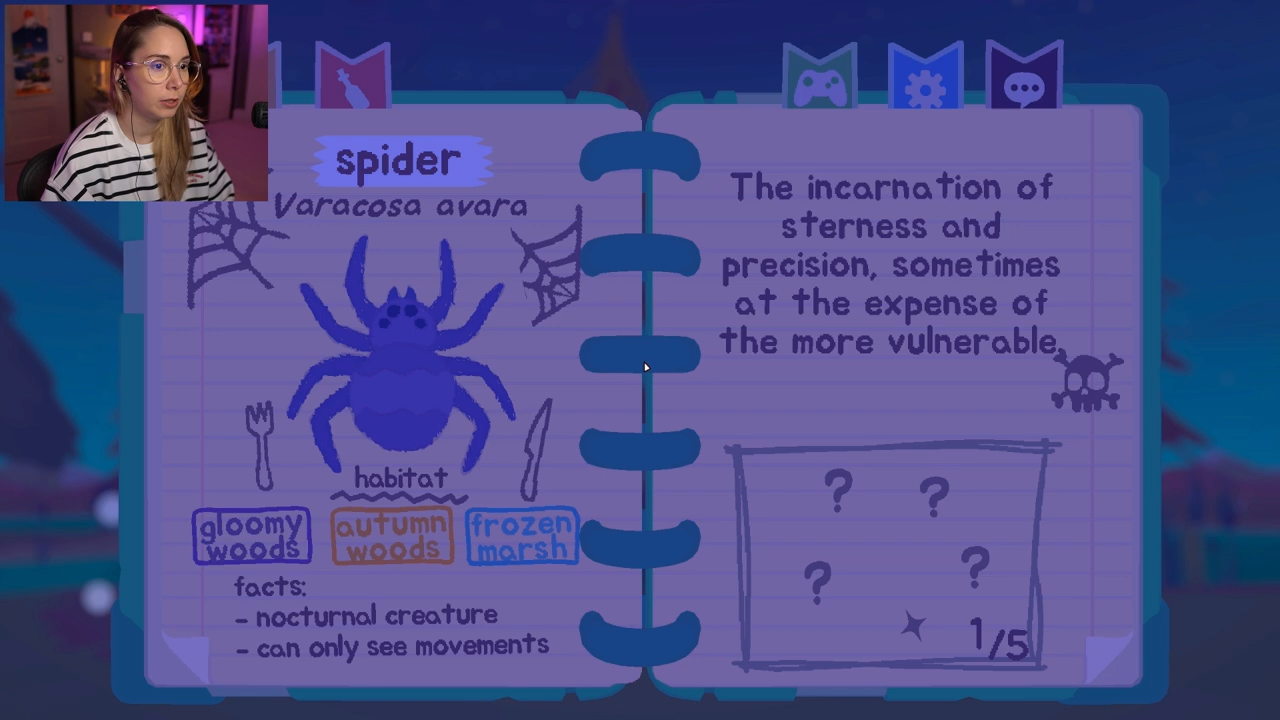 spider
Varacosa avara
habitat
gloomy woods
autumn woods
frozen marsh
facts:
- nocturnal creature
- can only see movements
The incarnation of
sterness and
precision, sometimes
at the expense of
the more vulnerable.
? ?
? ?
1/5